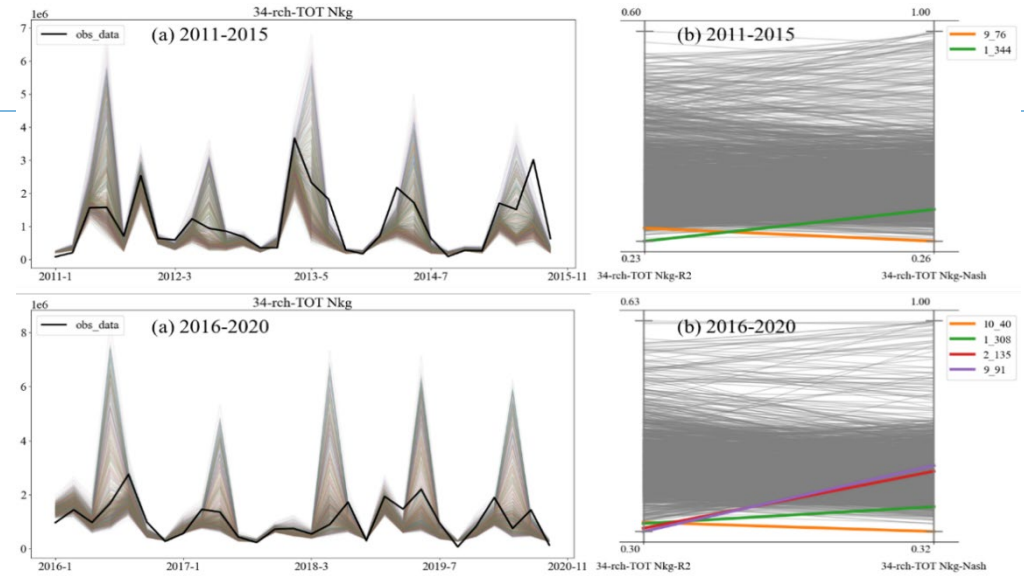 34-rch-TOT Nkg
1e6
obs_data
(a) 2011-2015
7
6
5
4
3
2
1
0
2011-1 2012-3 2013-5 2014-7 2015-11
0.60 1.00
(b) 2011-2015
9_76
1_344
0.23 0.26
34-rch-TOT Nkg-R2 34-rch-TOT Nkg-Nash
34-rch-TOT Nkg
1e6
obs_data
(a) 2016-2020
8
6
4
2
0
2016-1 2017-1 2018-3 2019-7 2020-11
0.63 1.00
(b) 2016-2020
10_40
1_308
2_135
9_91
0.30 0.32
34-rch-TOT Nkg-R2 34-rch-TOT Nkg-Nash